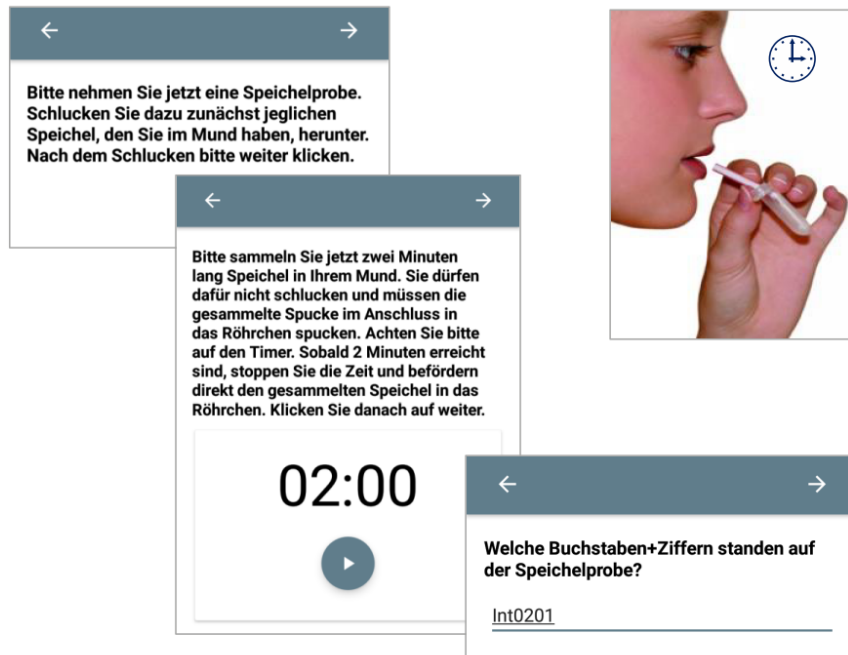 Bitte nehmen Sie jetzt eine Speichelprobe.
Schlucken Sie dazu zunächst jeglichen
Speichel, den Sie im Mund haben, herunter.
Nach dem Schlucken bitte weiter klicken.
Bitte sammeln Sie jetzt zwei Minuten
lang Speichel in Ihrem Mund. Sie dürfen
dafür nicht schlucken und müssen die
gesammelte Spucke im Anschluss in
das Röhrchen spucken. Achten Sie bitte
auf den Timer. Sobald 2 Minuten erreicht
sind, stoppen Sie die Zeit und befördern
direkt den gesammelten Speichel in das
Röhrchen. Klicken Sie danach auf weiter.
02:00
Welche Buchstaben+Ziffern standen auf
der Speichelprobe?
Int0201